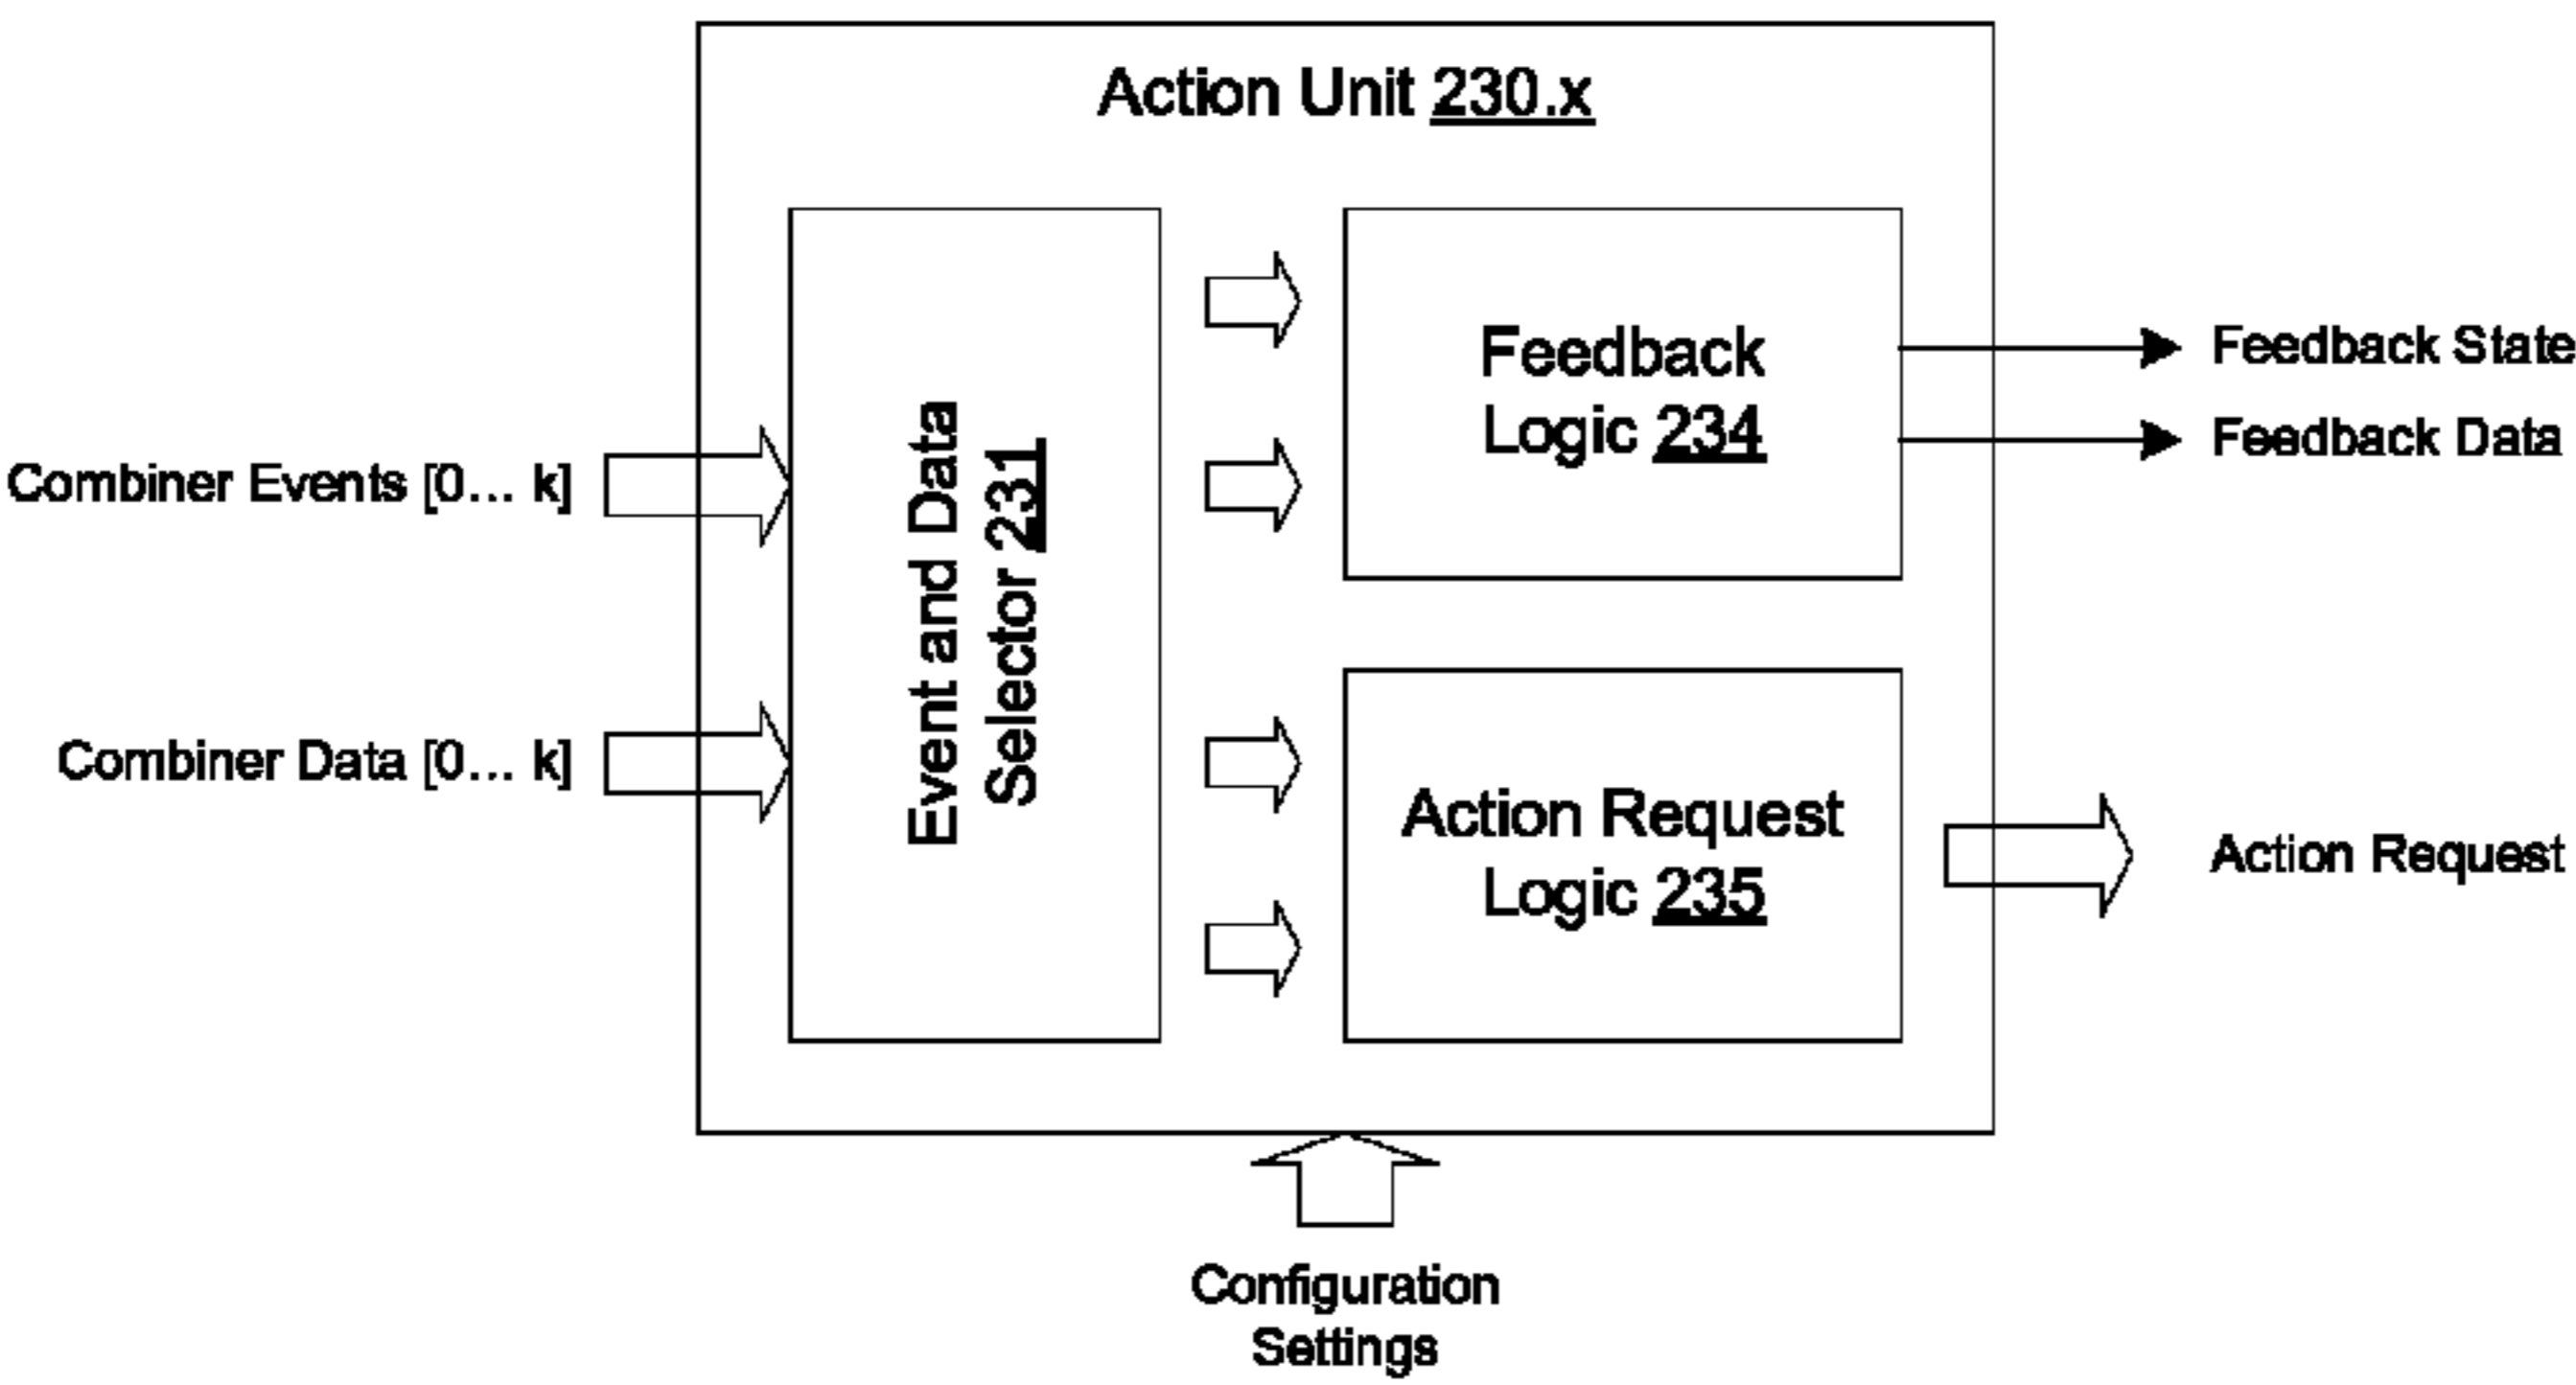 Action Unit 230.x
Combiner Events [0... k]
Combiner Data [0... k]
Event and Data
Selector 231
Feedback
Logic 234
Action Request
Logic 235
Feedback State
Feedback Data
Action Request
Configuration
Settings